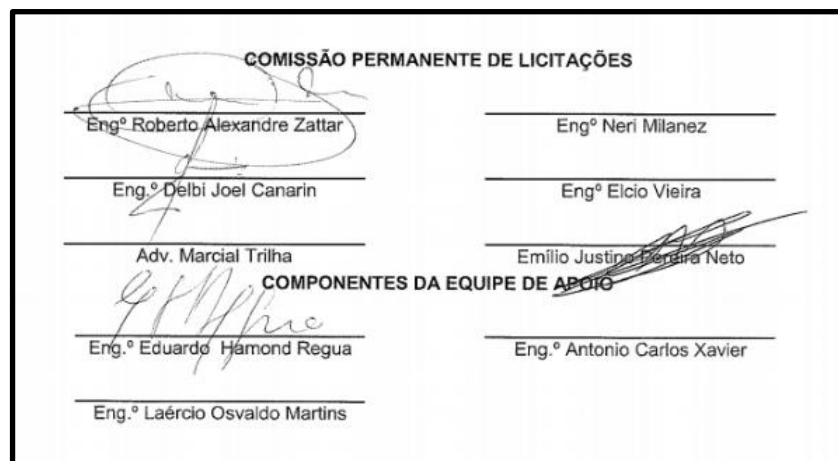 COMISSÃO PERMANENTE DE LICITAÇÕES
Engº Roberto Alexandre Zattar
Engº Neri Milanez
Eng.º Delbi Joel Canarin
Engº Elcio Vieira
Adv. Marcial Trilha
Emílio Justino Pereira Neto
COMPONENTES DA EQUIPE DE APOIO
Eng.º Eduardo Hamond Regua
Eng.º Antonio Carlos Xavier
Eng.º Laércio Osvaldo Martins